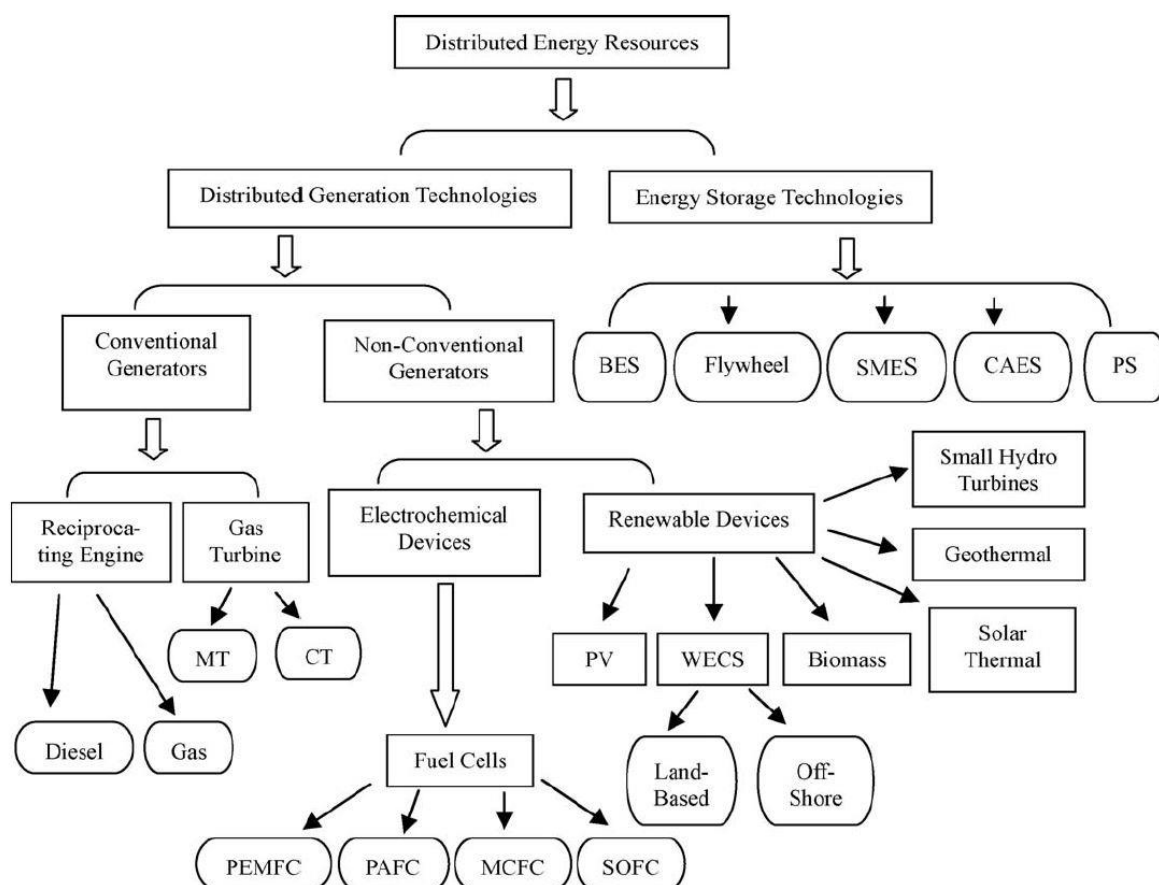 Distributed Energy Resources
Distributed Generation Technologies
Energy Storage Technologies
Conventional
Generators
Non-Conventional
Generators
BES
Flywheel
SMES
CAES
PS
Reciproca-
ting Engine
Gas
Turbine
Electrochemical
Devices
Renewable Devices
Small Hydro
Turbines
Geothermal
Solar
Thermal
MT
CT
PV
WECS
Biomass
Diesel
Gas
Fuel Cells
Land-
Based
Off-
Shore
PEMFC
PAFC
MCFC
SOFC